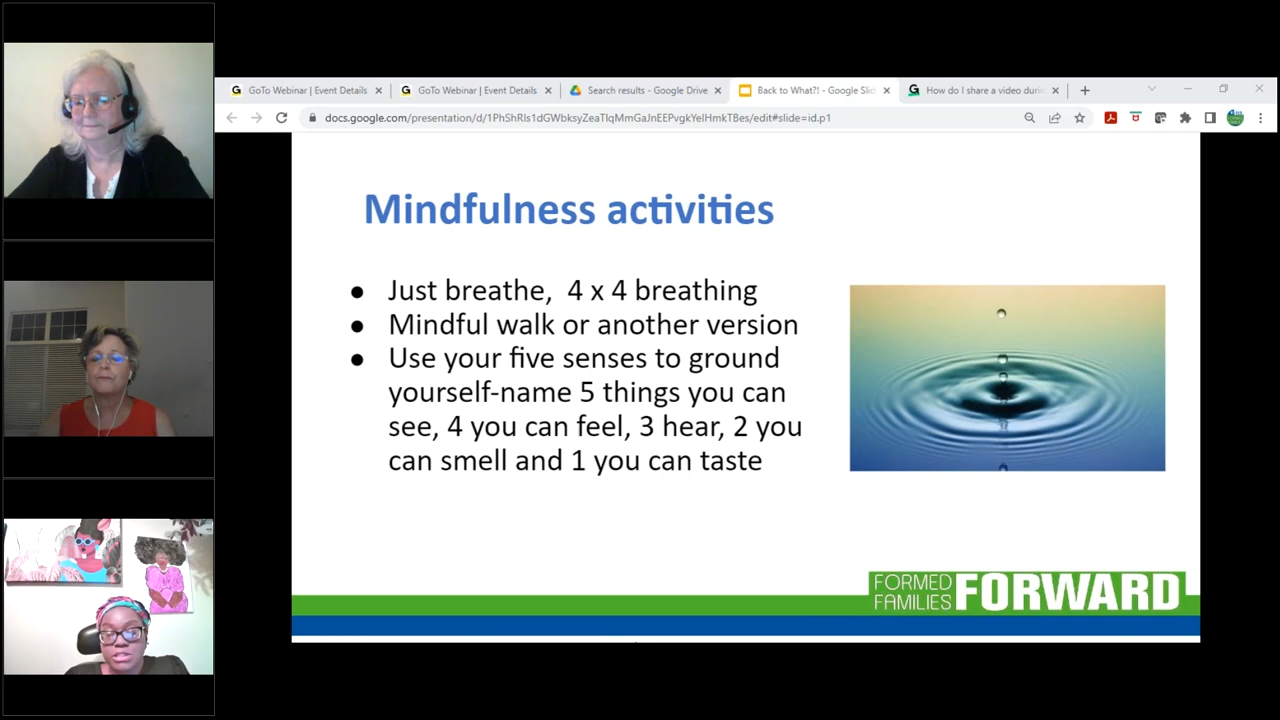 GoTo Webinar | Event Details
GoTo Webinar | Event Details
Search results - Google Drive
Back to What?! - Google Slid
How do I share a video durin
docs.google.com/presentation/d/1PhShRls1dGWbksyZeaTlqMmGaJnEEPvgkYelHmkTBes/edit#slide=id.p1
Mindfulness activities
● Just breathe, 4 x 4 breathing
● Mindful walk or another version
● Use your five senses to ground
yourself-name 5 things you can
see, 4 you can feel, 3 hear, 2 you
can smell and 1 you can taste
FORMED
FAMILIES
FORWARD